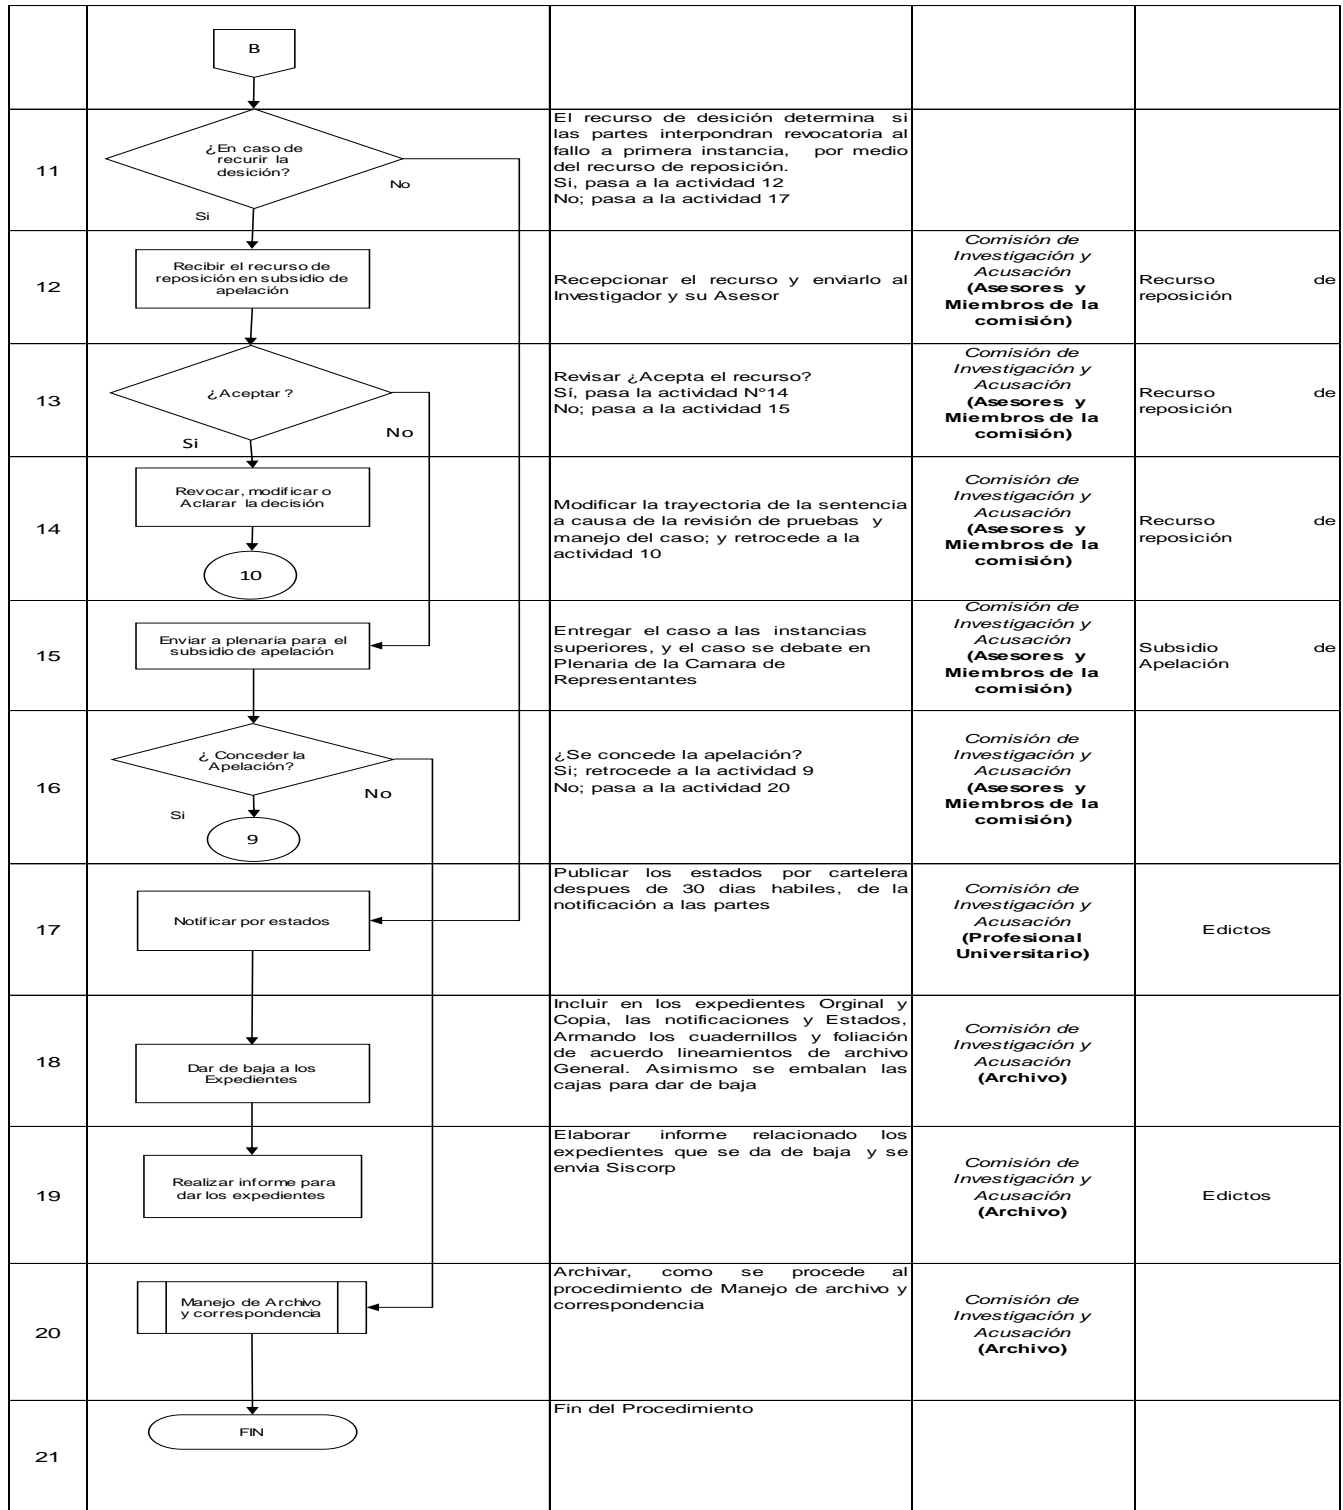 B
11
¿En caso de
recurir la
desición?
No
Si
El recurso de desición determina si
las partes interpondran revocatoria al
fallo a primera instancia, por medio
del recurso de reposición.
Si, pasa a la actividad 12
No; pasa a la actividad 17
12
Recibir el recurso de
reposición en subsidio de
apelación
Recepcionar el recurso y enviarlo al
Investigador y su Asesor
Comisión de
Investigación y
Acusación
(Asesores y
Miembros de la
comisión)
Recurso de
reposición
13
¿Aceptar ?
Si
No
Revisar ¿Acepta el recurso?
Sí, pasa la actividad N°14
No; pasa a la actividad 15
Comisión de
Investigación y
Acusación
(Asesores y
Miembros de la
comisión)
Recurso de
reposición
14
Revocar, modificar o
Aclarar la decisión
10
Modificar la trayectoria de la sentencia
a causa de la revisión de pruebas y
manejo del caso; y retrocede a la
actividad 10
Comisión de
Investigación y
Acusación
(Asesores y
Miembros de la
comisión)
Recurso de
reposición
15
Enviar a plenaria para el
subsidio de apelación
Entregar el caso a las instancias
superiores, y el caso se debate en
Plenaria de la Camara de
Representantes
Comisión de
Investigación y
Acusación
(Asesores y
Miembros de la
comisión)
Subsidio de
Apelación
16
¿ Conceder la
Apelación?
No
Si
9
¿Se concede la apelación?
Si; retrocede a la actividad 9
No; pasa a la actividad 20
Comisión de
Investigación y
Acusación
(Asesores y
Miembros de la
comisión)
17
Notificar por estados
Publicar los estados por cartelera
despues de 30 dias habiles, de la
notificación a las partes
Comisión de
Investigación y
Acusación
(Profesional
Universitario)
Edictos
18
Dar de baja a los
Expedientes
Incluir en los expedientes Orginal y
Copia, las notificaciones y Estados,
Armando los cuadernillos y foliación
de acuerdo lineamientos de archivo
General. Asimismo se embalan las
cajas para dar de baja
Comisión de
Investigación y
Acusación
(Archivo)
19
Realizar informe para
dar los expedientes
Elaborar informe relacionado los
expedientes que se da de baja y se
envia Siscorp
Comisión de
Investigación y
Acusación
(Archivo)
Edictos
20
Manejo de Archivo
y correspondencia
Archivar, como se procede al
procedimiento de Manejo de archivo y
correspondencia
Comisión de
Investigación y
Acusación
(Archivo)
21
FIN
Fin del Procedimiento